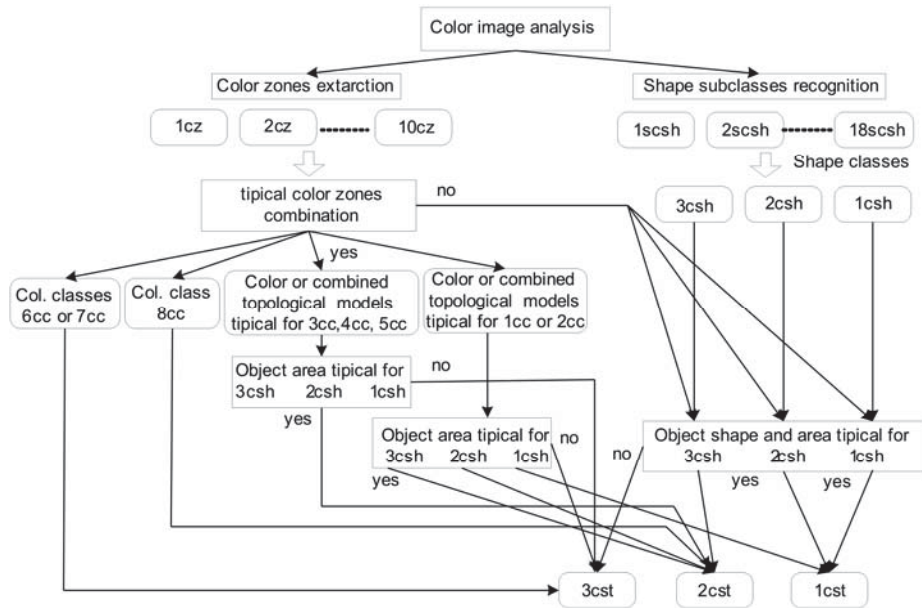 Color image analysis
Color zones extarction
Shape subclasses recognition
1cz
2cz
10cz
1scsh
2scsh
18scsh
Shape classes
tipical color zones
combination
no
3csh
2csh
1csh
yes
Col. classes
6cc or 7cc
Col. class
8cc
Color or combined
topological models
tipical for 3cc,4cc, 5cc
Color or combined
topological models
tipical for 1cc or 2cc
Object area tipical for
3csh 2csh 1csh
no
yes
Object area tipical for
3csh 2csh 1csh
no
yes
Object shape and area tipical for
3csh 2csh 1csh
no
yes
yes
3cst
2cst
1cst